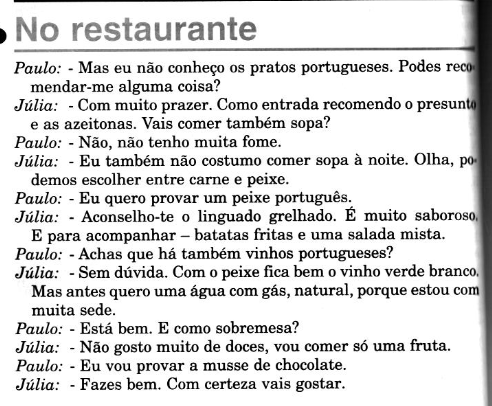 No restaurante
Paulo: - Mas eu não conheço os pratos portugueses. Podes reco-
mendar-me alguma coisa?
Júlia: - Com muito prazer. Como entrada recomendo o presunto
e as azeitonas. Vais comer também sopa?
Paulo: - Não, não tenho muita fome.
Júlia: - Eu também não costumo comer sopa à noite. Olha, po-
demos escolher entre carne e peixe.
Paulo: - Eu quero provar um peixe português.
Júlia: - Aconselho-te o linguado grelhado. É muito saboroso.
E para acompanhar – batatas fritas e uma salada mista.
Paulo: - Achas que há também vinhos portugueses?
Júlia: - Sem dúvida. Com o peixe fica bem o vinho verde branco.
Mas antes quero uma água com gás, natural, porque estou com
muita sede.
Paulo: - Está bem. E como sobremesa?
Júlia: - Não gosto muito de doces, vou comer só uma fruta.
Paulo: - Eu vou provar a musse de chocolate.
Júlia: - Fazes bem. Com certeza vais gostar.